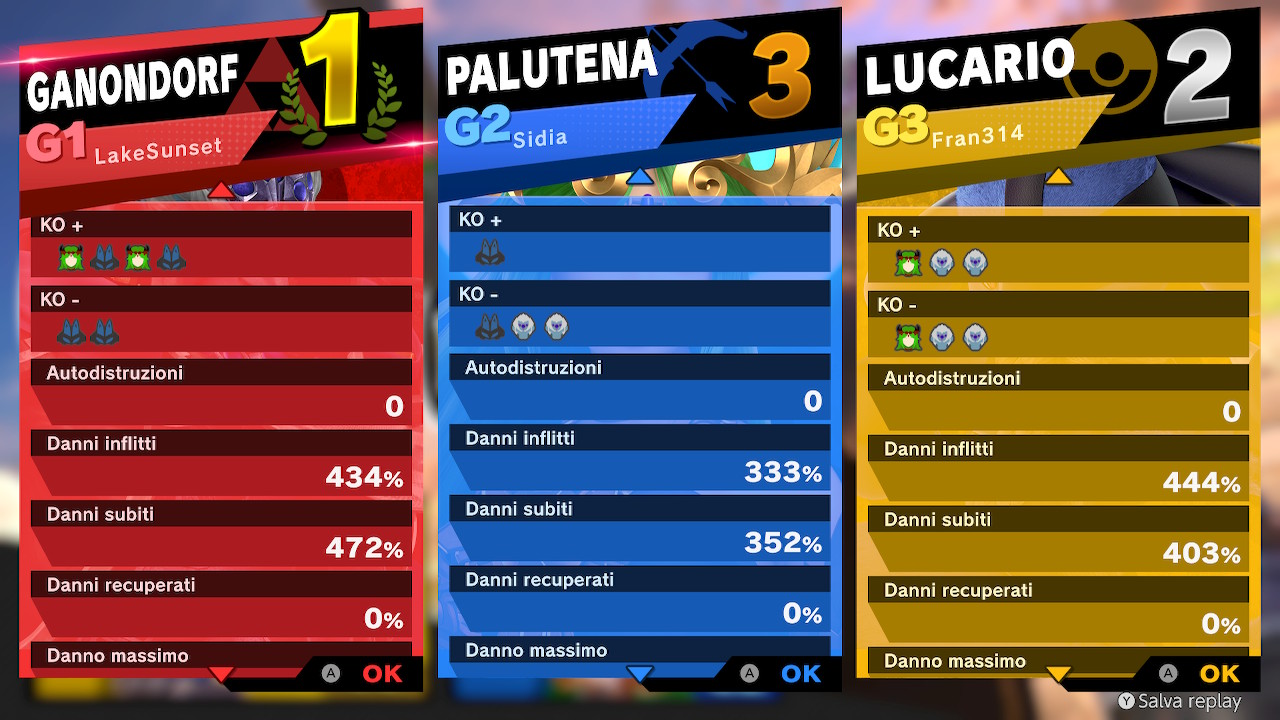 GANONDORF 1
G1 LakeSunset
KO +
KO -
Autodistruzioni
0
Danni inflitti
434%
Danni subiti
472%
Danni recuperati
0%
Danno massimo
A OK
PALUTENA 3
G2 Sidia
KO +
KO -
Autodistruzioni
0
Danni inflitti
333%
Danni subiti
352%
Danni recuperati
0%
Danno massimo
A OK
LUCARIO 2
G3 Fran314
KO +
KO -
Autodistruzioni
0
Danni inflitti
444%
Danni subiti
403%
Danni recuperati
0%
Danno massimo
A OK
Y Salva replay